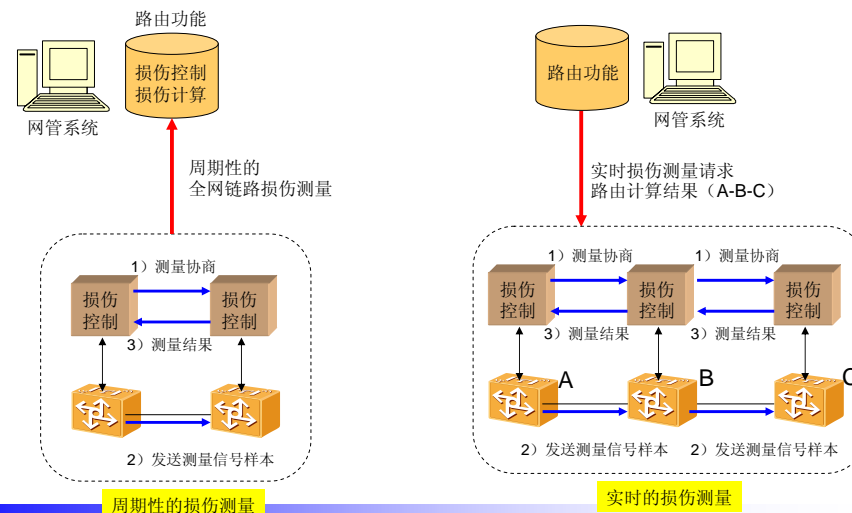 路由功能
损伤控制
损伤计算
网管系统
周期性的
全网链路损伤测量
1）测量协商
损伤
控制
损伤
控制
3）测量结果
2）发送测量信号样本
周期性的损伤测量
路由功能
网管系统
实时损伤测量请求
路由计算结果（A-B-C）
1）测量协商
1）测量协商
损伤
控制
损伤
控制
损伤
控制
3）测量结果
3）测量结果
A
B
C
2）发送测量信号样本
2）发送测量信号样本
实时的损伤测量